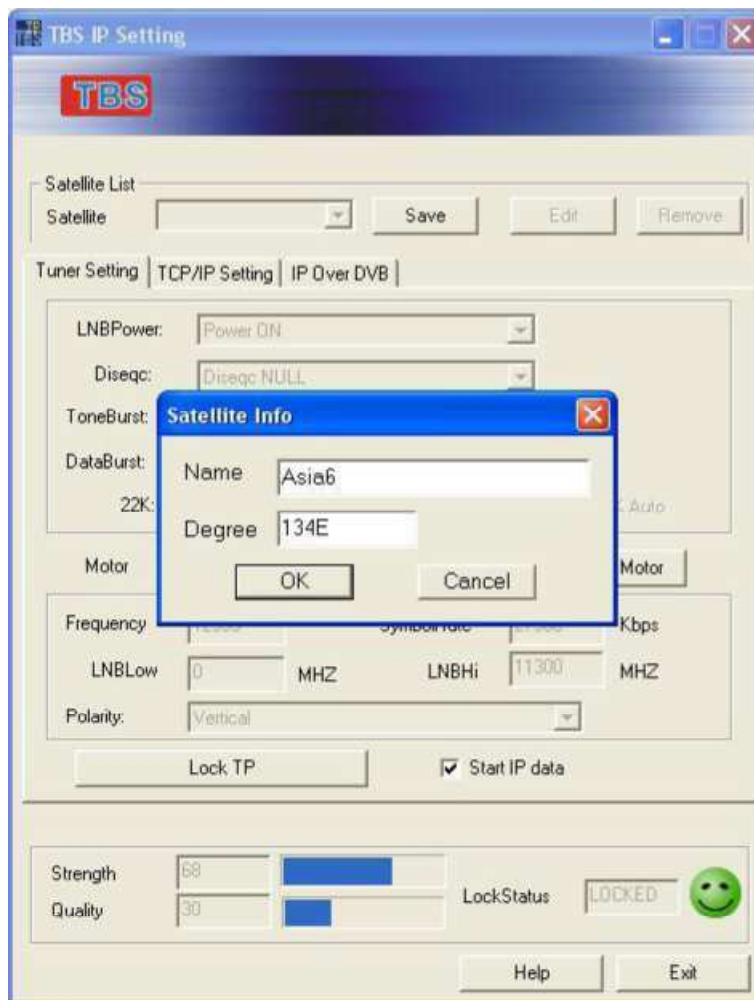 TBS IP Setting
TBS
Satellite List
Satellite Save Edit Remove
Tuner Setting TCP/IP Setting IP Over DVB
LNBPower: Power ON
Diseqc: Diseqc NULL
ToneBurst:
Satellite Info
DataBurst:
Name Asia6
22K: Auto
Degree 134E
Motor OK Cancel Motor
Frequency Kbps
LNBLow 0 MHZ LNBHi 11300 MHZ
Polarity: Vertical
Lock TP Start IP data
Strength 68
LockStatus LOCKED
Quality 30
Help Exit